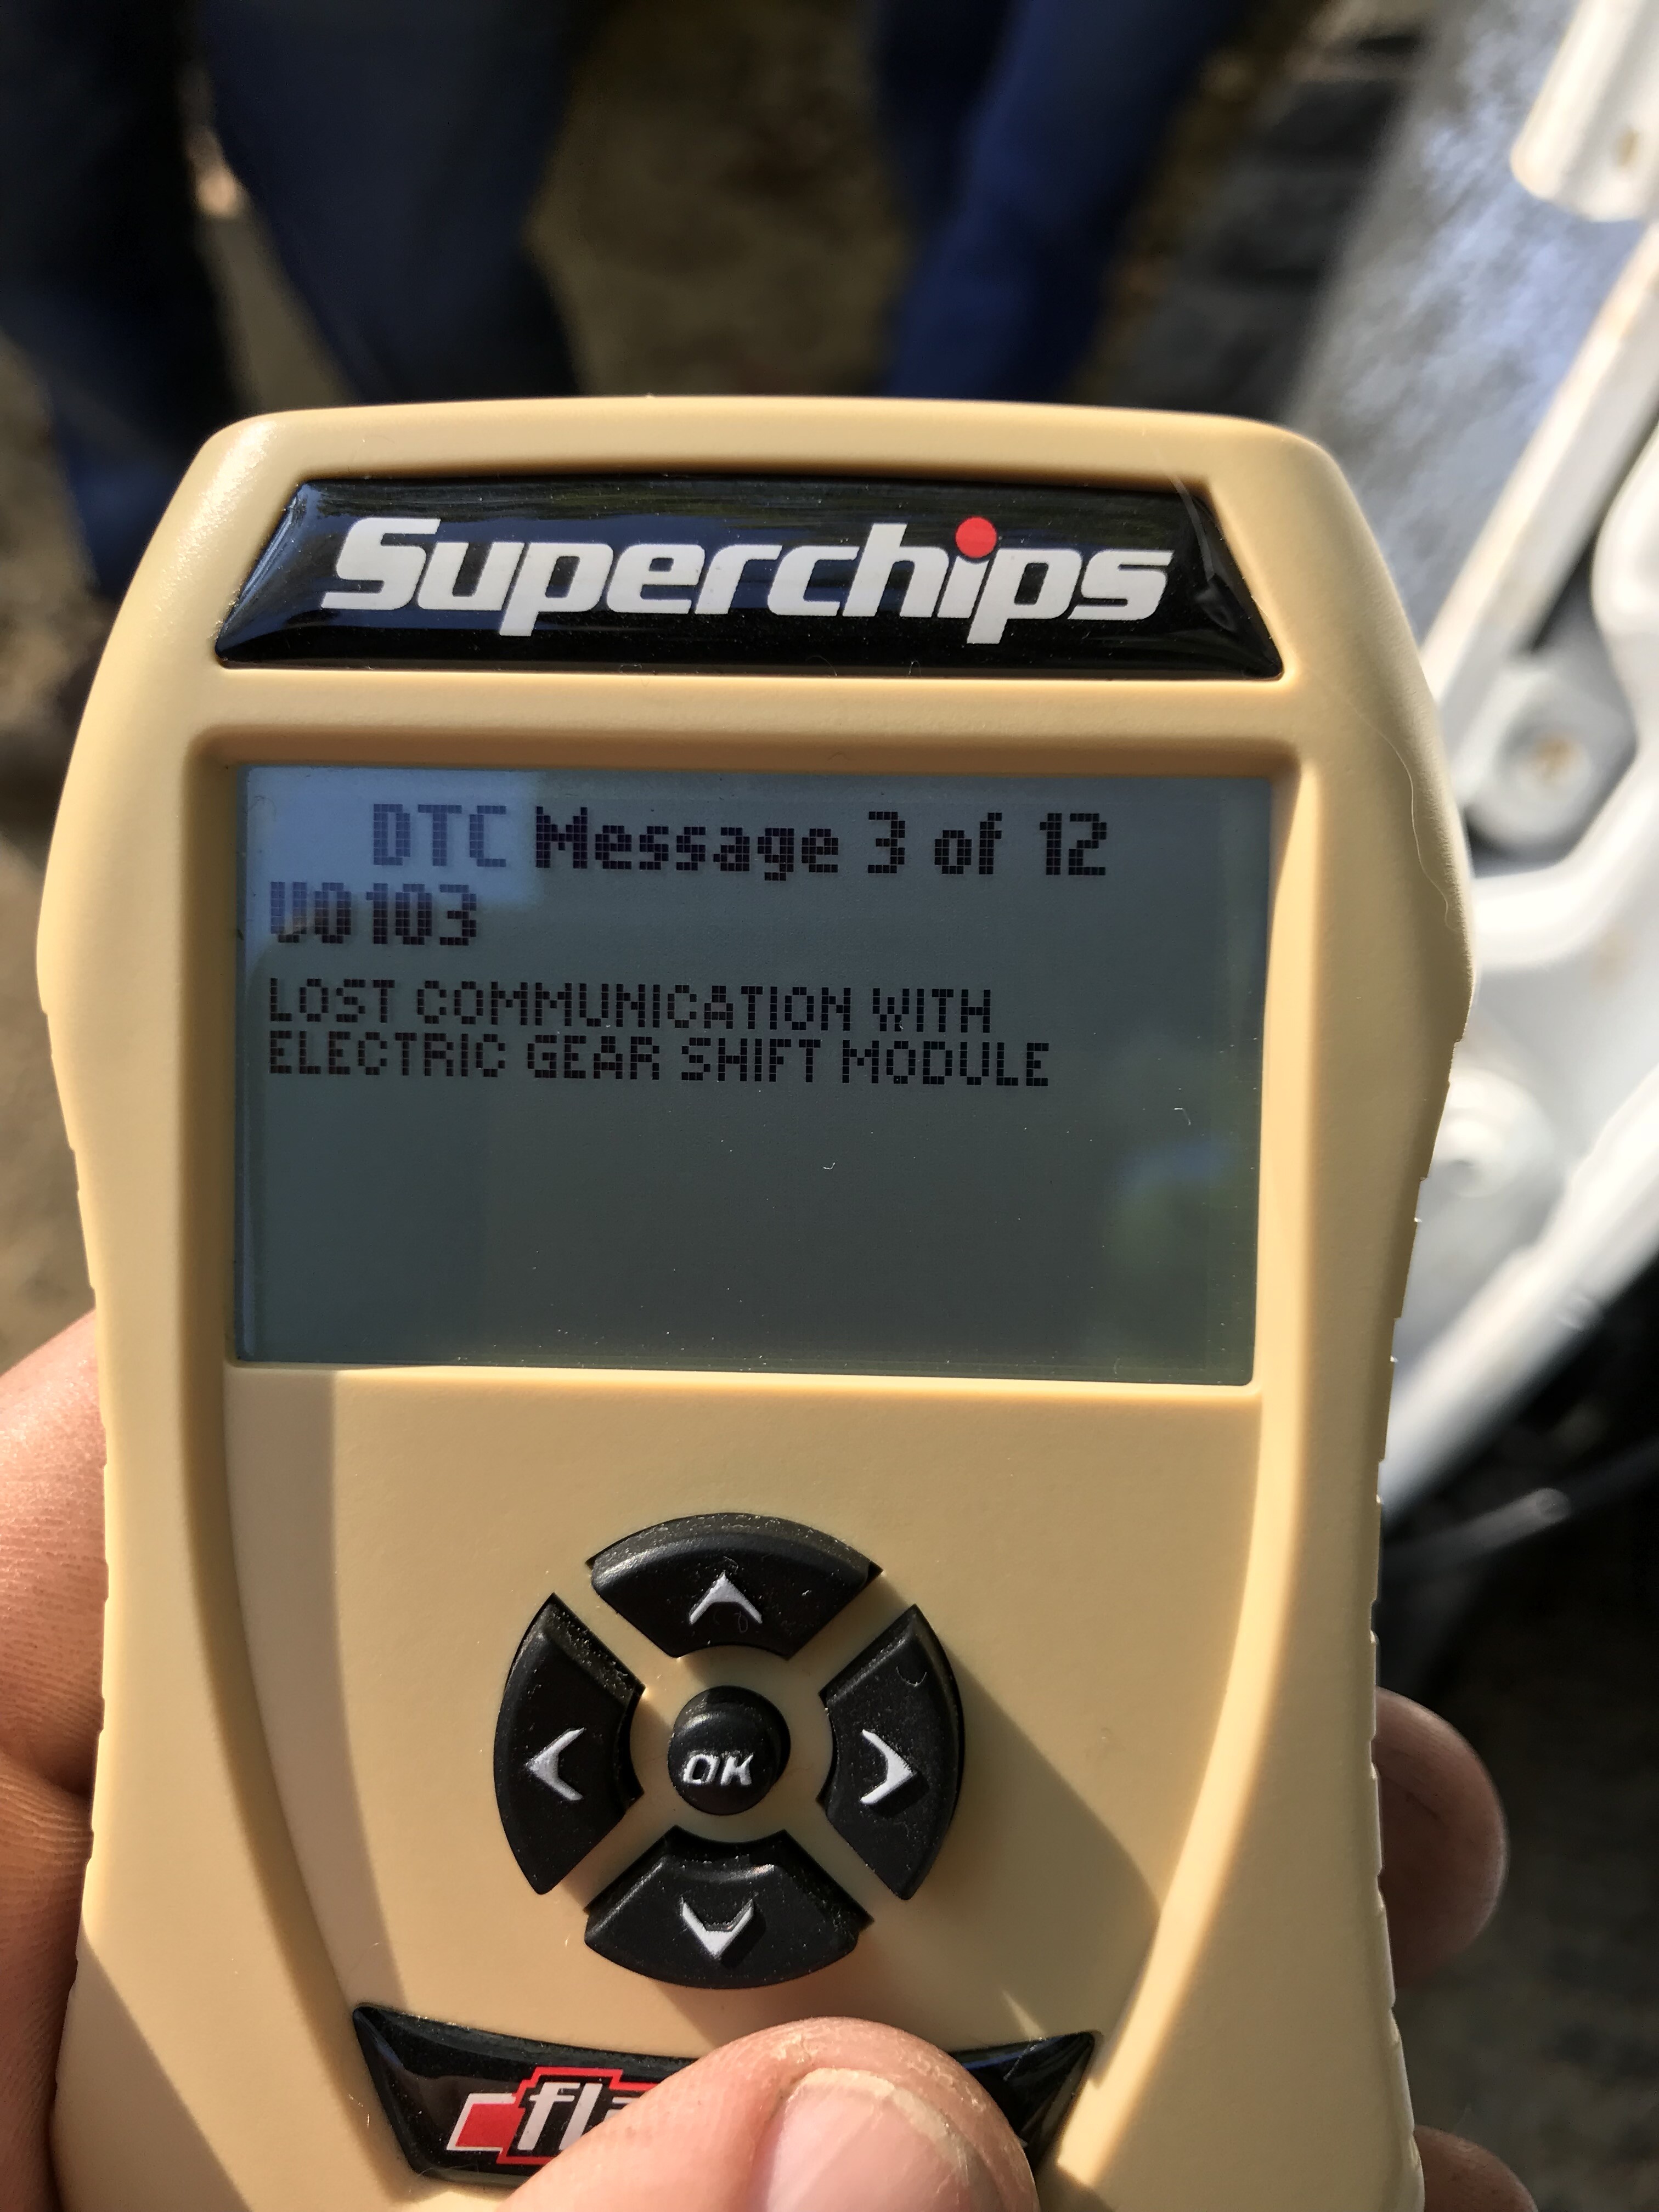 Superchips
DTC Message 3 of 12
U0103
LOST COMMUNICATION WITH
ELECTRIC GEAR SHIFT MODULE
OK